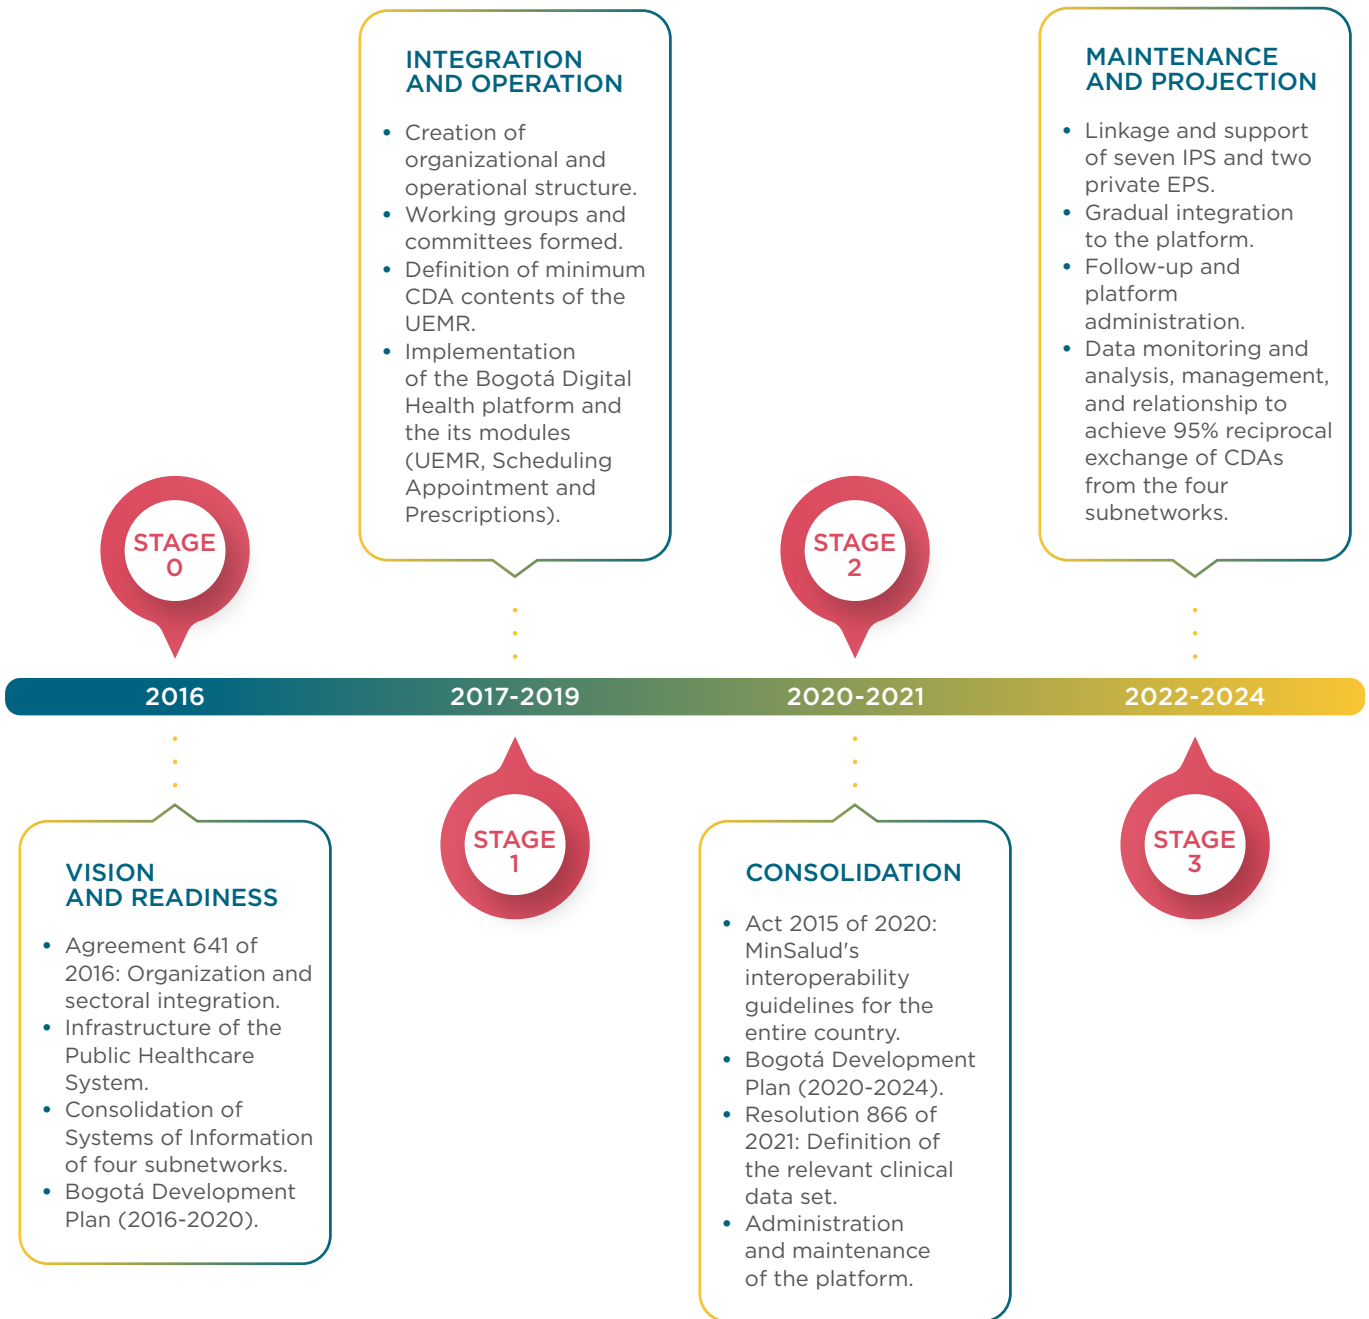 STAGE
0
2016
VISION
AND READINESS
• Agreement 641 of
2016: Organization and
sectoral integration.
• Infrastructure of the
Public Healthcare
System.
• Consolidation of
Systems of Information
of four subnetworks.
• Bogotá Development
Plan (2016-2020).
INTEGRATION
AND OPERATION
• Creation of
organizational and
operational structure.
• Working groups and
committees formed.
• Definition of minimum
CDA contents of the
UEMR.
• Implementation
of the Bogotá Digital
Health platform and
the its modules
(UEMR, Scheduling
Appointment and
Prescriptions).
2017-2019
STAGE
1
STAGE
2
2020-2021
CONSOLIDATION
• Act 2015 of 2020:
MinSalud's
interoperability
guidelines for the
entire country.
• Bogotá Development
Plan (2020-2024).
• Resolution 866 of
2021: Definition of
the relevant clinical
data set.
• Administration
and maintenance
of the platform.
MAINTENANCE
AND PROJECTION
• Linkage and support
of seven IPS and two
private EPS.
• Gradual integration
to the platform.
• Follow-up and
platform
administration.
• Data monitoring and
analysis, management,
and relationship to
achieve 95% reciprocal
exchange of CDAs
from the four
subnetworks.
2022-2024
STAGE
3